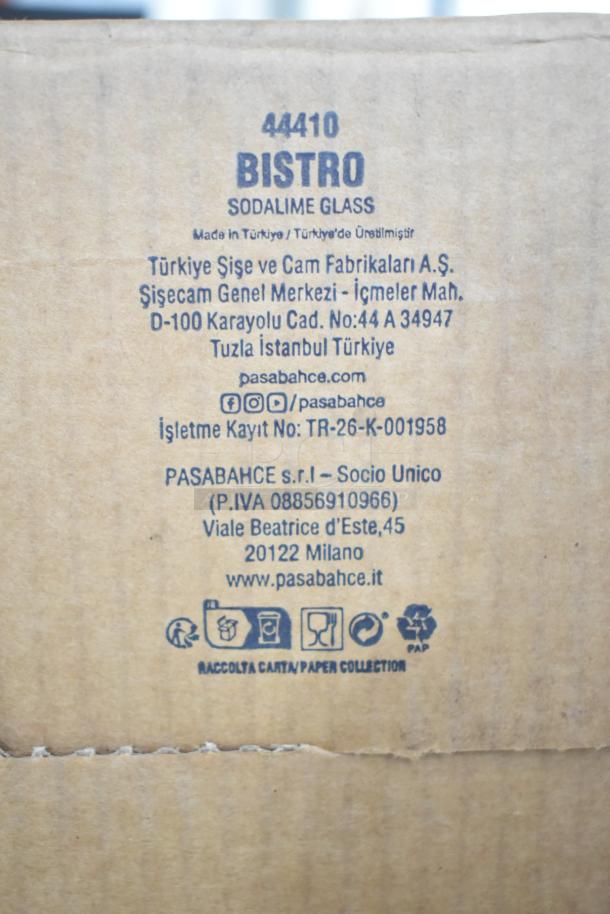 44410
BISTRO
SODALIME GLASS
Made in Türkiye / Türkiye'de Üretilmiştir
Türkiye Şişe ve Cam Fabrikaları A.Ş.
Şişecam Genel Merkezi - İçmeler Mah.
D-100 Karayolu Cad. No:44 A 34947
Tuzla İstanbul Türkiye
pasabahce.com
/pasabahce
İşletme Kayıt No: TR-26-K-001958
PASABAHCE s.r.l - Socio Unico
(P.IVA 08856910966)
Viale Beatrice d'Este,45
20122 Milano
www.pasabahce.it
FR
PAP
RACCOLTA CARTA/PAPER COLLECTION